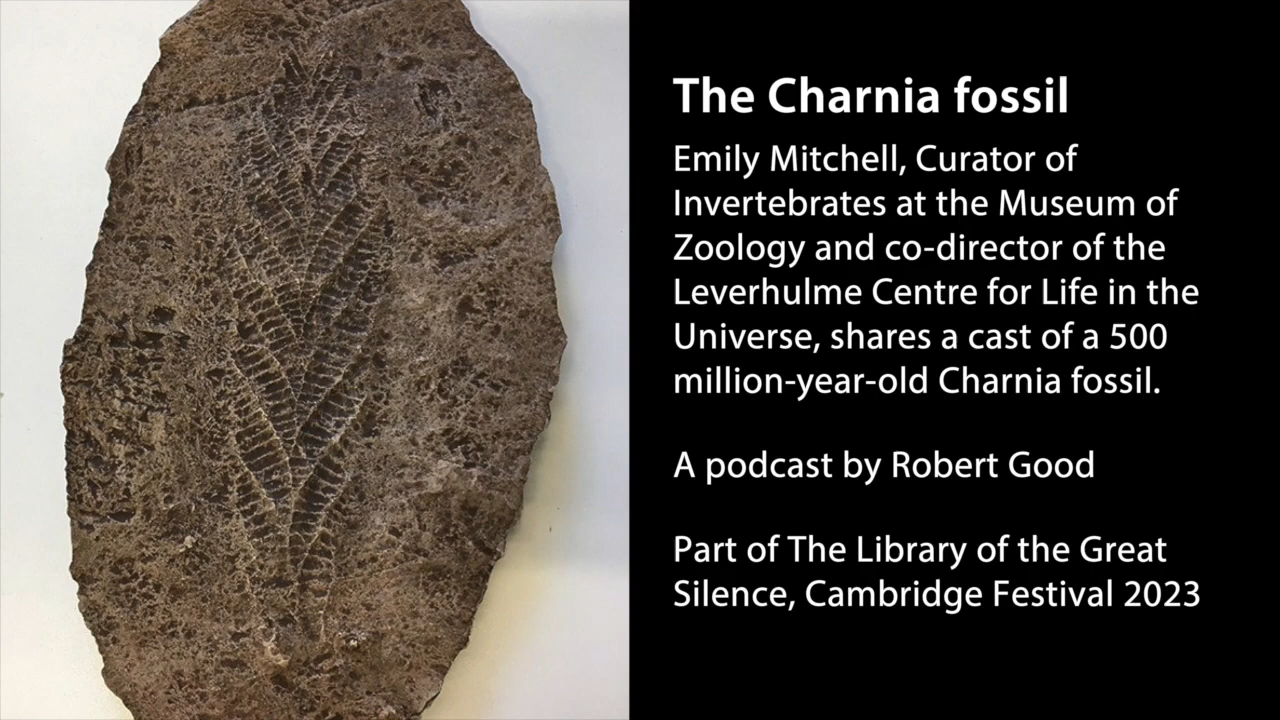 The Charnia fossil
Emily Mitchell, Curator of
Invertebrates at the Museum of
Zoology and co-director of the
Leverhulme Centre for Life in the
Universe, shares a cast of a 500
million-year-old Charnia fossil.
A podcast by Robert Good
Part of The Library of the Great
Silence, Cambridge Festival 2023